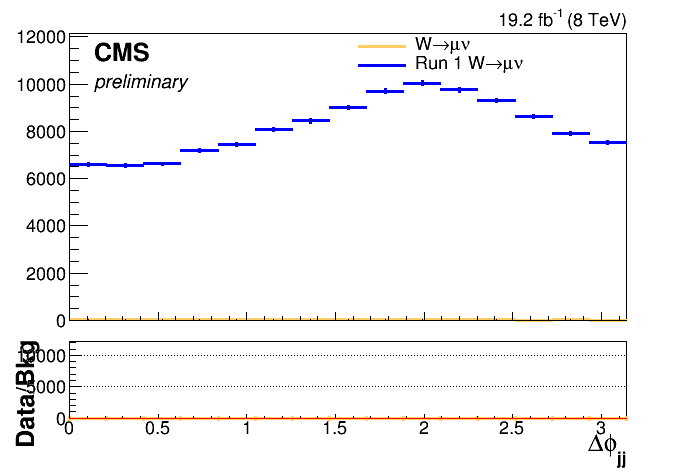 19.2 fb⁻¹ (8 TeV)
CMS
preliminary
W→μν
Run 1 W→μν
12000
10000
8000
6000
4000
2000
0
Data/Bkg
10000
5000
0
0 0.5 1 1.5 2 2.5 3
Δϕjj